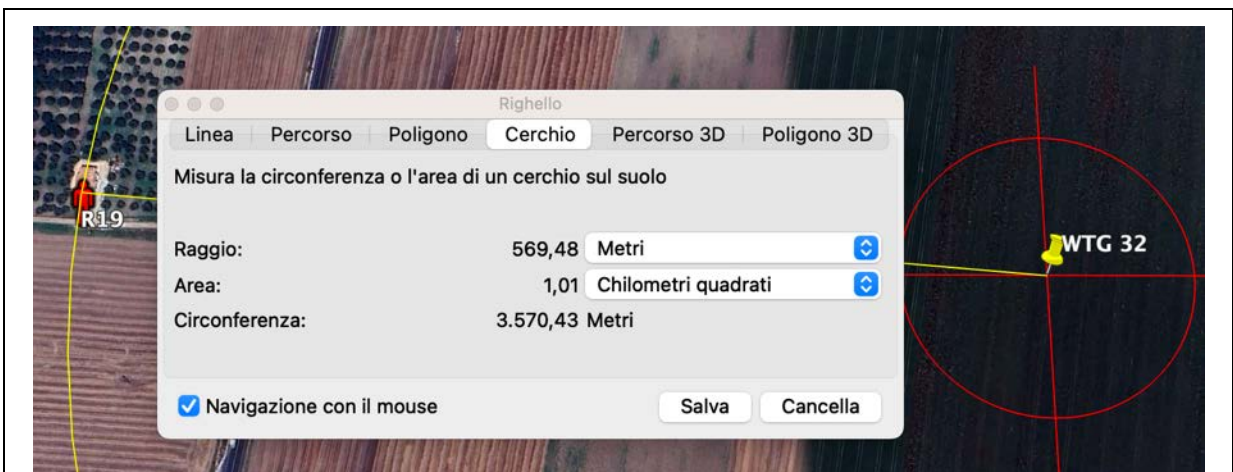 Righello
Linea Percorso Poligono Cerchio Percorso 3D Poligono 3D
Misura la circonferenza o l'area di un cerchio sul suolo
R19
Raggio: 569,48 Metri
WTG 32
Area: 1,01 Chilometri quadrati
Circonferenza: 3.570,43 Metri
Navigazione con il mouse Salva Cancella